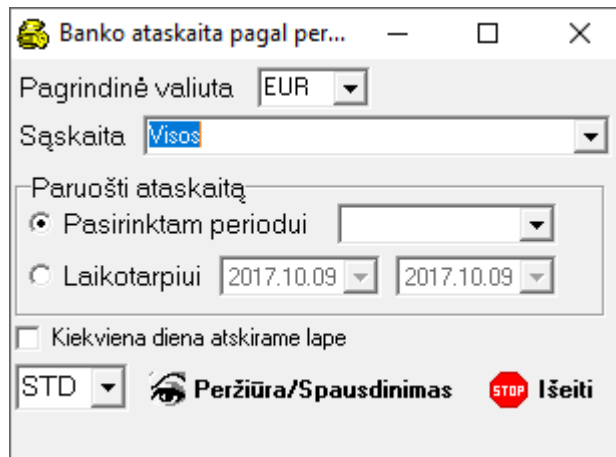 Banko ataskaita pagal per...
Pagrindinė valiuta EUR
Sąskaita Visos
Paruošti ataskaitą
Pasirinktam periodui
Laikotarpiui 2017.10.09 2017.10.09
Kiekviena diena atskirame lape
STD Peržiūra/Spausdinimas STOP Išeiti